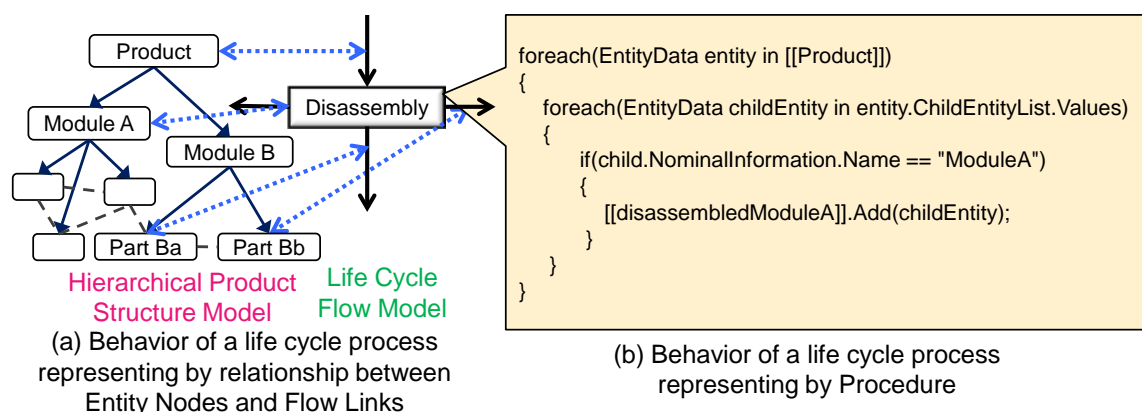 Product
Disassembly
Module A
Module B
Part Ba
Part Bb
Hierarchical Product
Structure Model
Life Cycle
Flow Model
(a) Behavior of a life cycle process
representing by relationship between
Entity Nodes and Flow Links
foreach(EntityData entity in [[Product]])
{
foreach(EntityData childEntity in entity.ChildEntityList.Values)
{
if(child.NominalInformation.Name == "ModuleA")
{
[[disassembledModuleA]].Add(childEntity);
}
}
}
(b) Behavior of a life cycle process
representing by Procedure